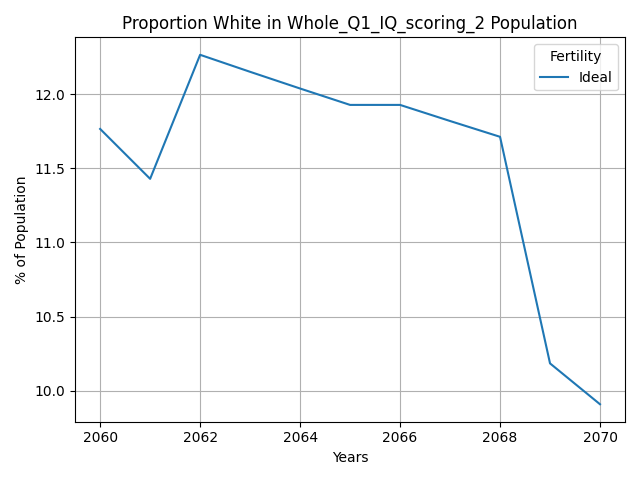 Proportion White in Whole_Q1_IQ_scoring_2 Population
Fertility
Ideal
12.0
11.5
11.0
10.5
10.0
% of Population
2060
2062
2064
2066
2068
2070
Years